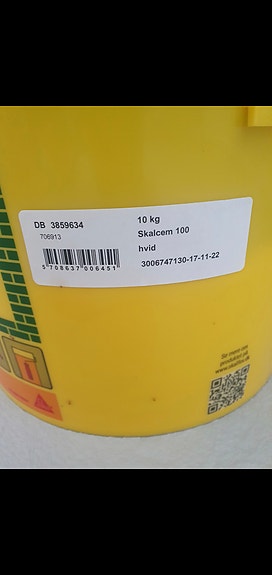 DB 3859634
706913
5 708637 006451
10 kg
Skalcem 100
hvid
3006747130-17-11-22